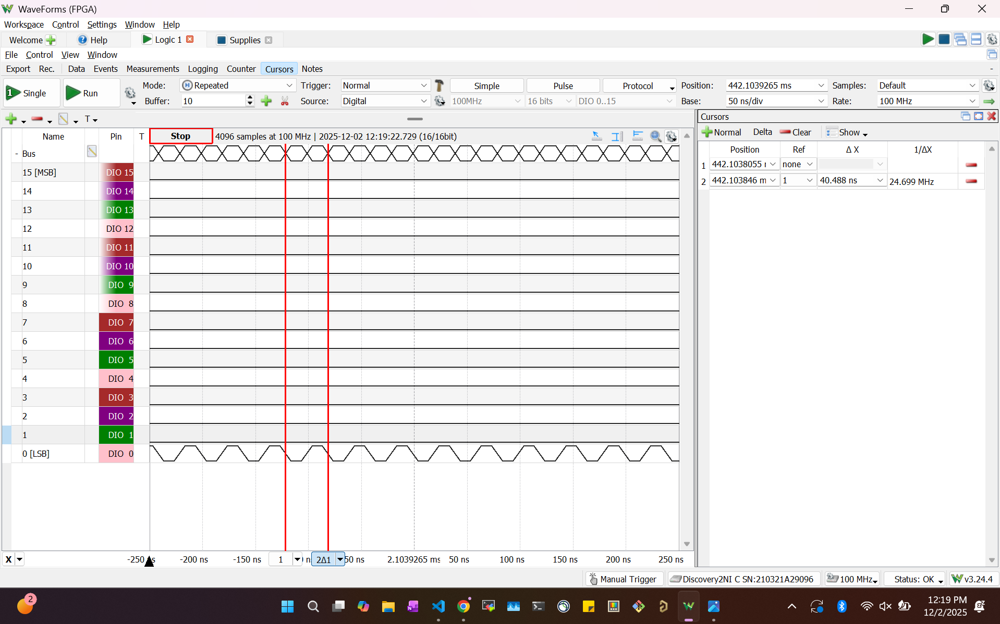 WaveForms (FPGA)
Workspace Control Settings Window Help
Welcome Help Logic 1 Supplies
File Control View Window
Export Rec. Data Events Measurements Logging Counter Cursors Notes
1 Single Run Mode: Repeated Trigger: Normal Simple Pulse Protocol Position: 442.1039265 ms Samples: Default
Buffer: 10 Source: Digital 100MHz 16 bits DIO 0..15 Base: 50 ns/div Rate: 100 MHz
T
Cursors
Normal Delta Clear Show
Name Pin T Stop 4096 samples at 100 MHz | 2025-12-02 12:19:22.729 (16/16bit)
Position Ref Δ X 1/ΔX
1 442.1038055 none
2 442.103846 m 1 40.488 ns 24.699 MHz
- Bus
15 [MSB] DIO 15
14 DIO 14
13 DIO 13
12 DIO 12
11 DIO 11
10 DIO 10
9 DIO 9
8 DIO 8
7 DIO 7
6 DIO 6
5 DIO 5
4 DIO 4
3 DIO 3
2 DIO 2
1 DIO 1
0 [LSB] DIO 0
X -250 s -200 ns -150 ns 1 n 2Δ1 50 ns 2.1039265 ms 50 ns 100 ns 150 ns 200 ns 250 ns
Manual Trigger Discovery2NI C SN:210321A29096 100 MHz Status: OK v3.24.4
2
12:19 PM
12/2/2025